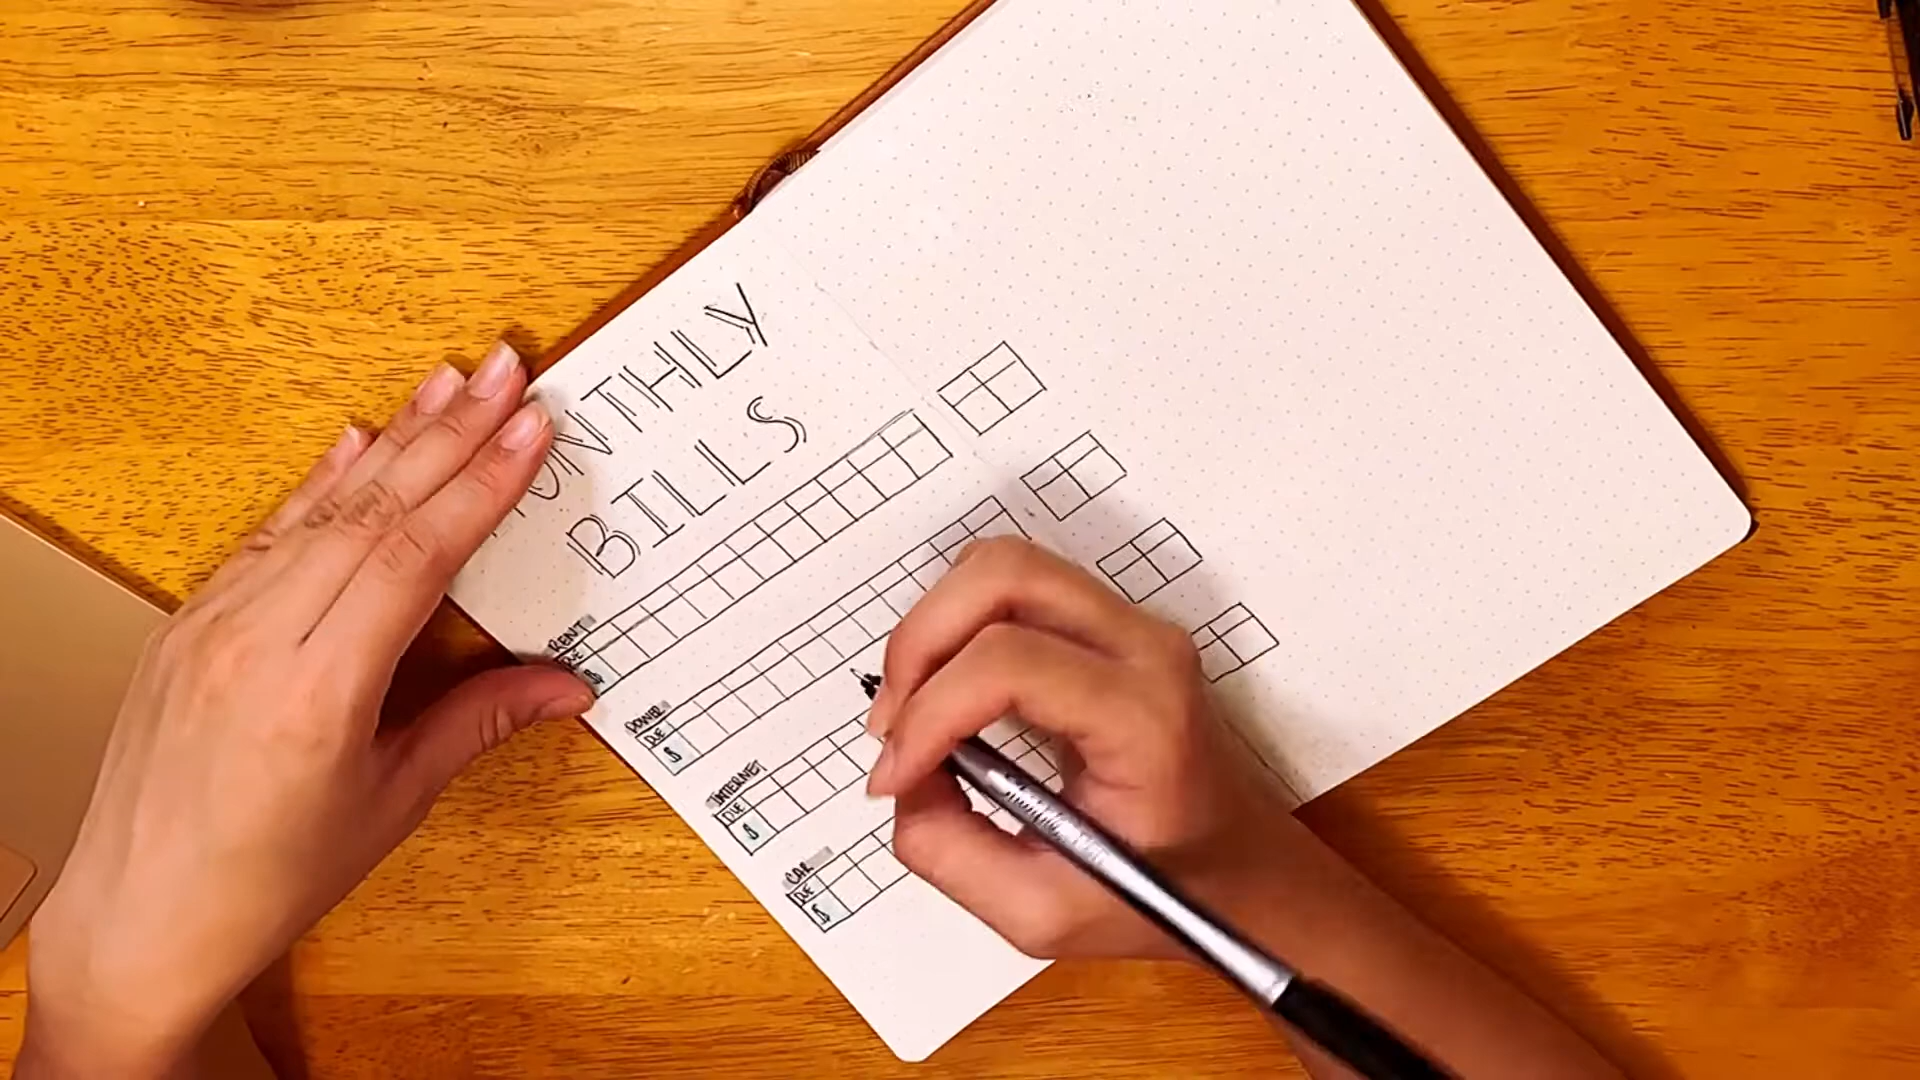 MONTHLY
BILLS
RENT
DUE
$
POWER
DUE
$
INTERNET
DUE
$
CAR
DUE
$